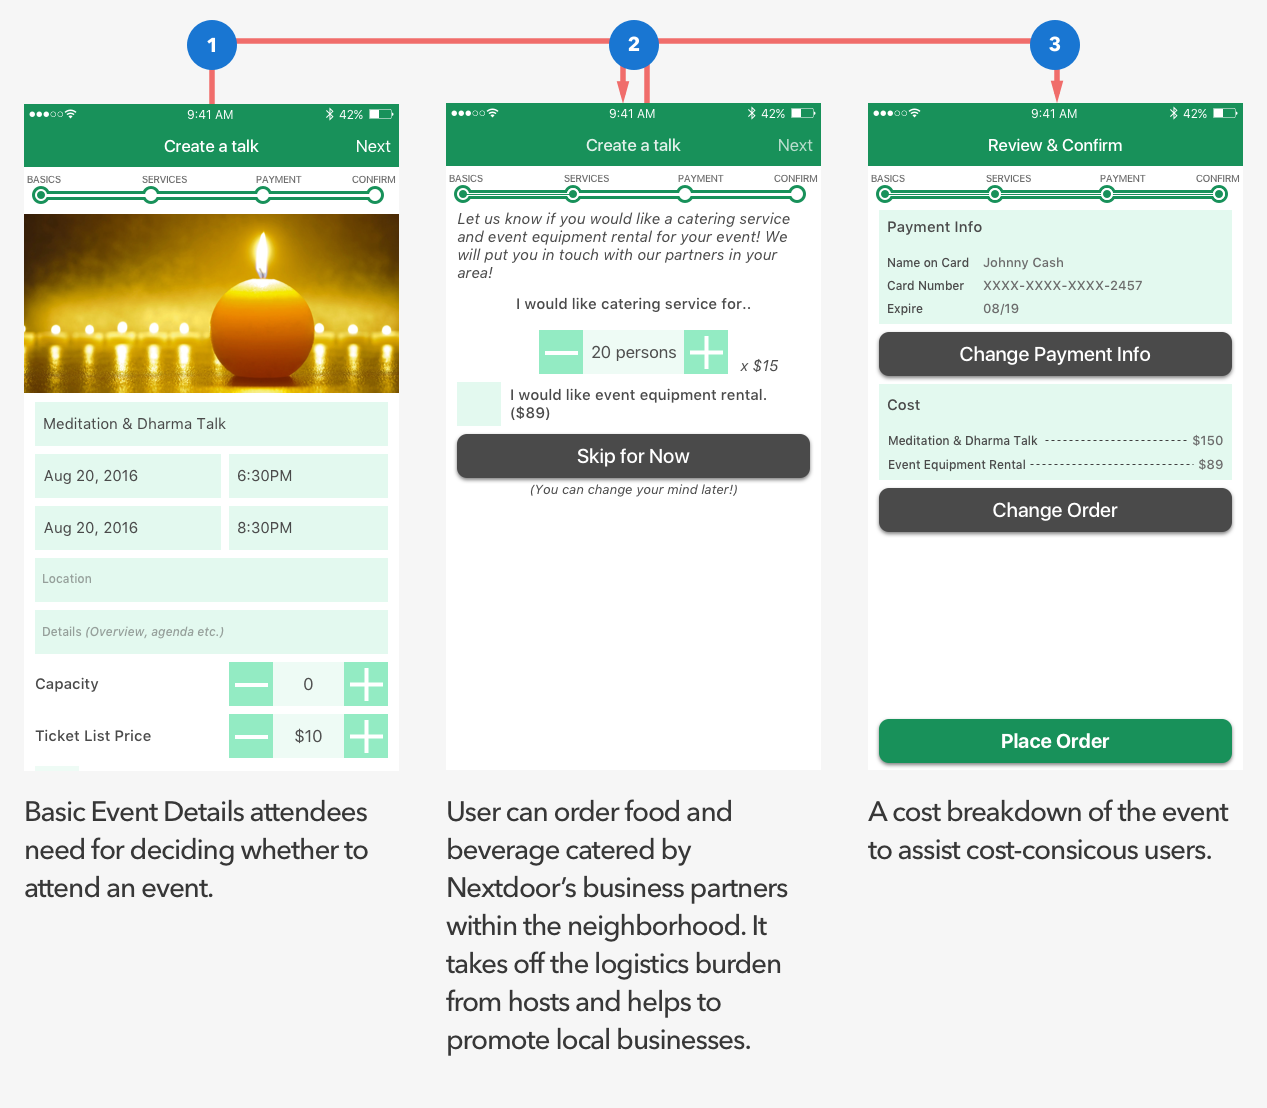 1
2
3
9:41 AM
42%
Create a talk
Next
BASICS SERVICES PAYMENT CONFIRM
Meditation & Dharma Talk
Aug 20, 2016 6:30PM
Aug 20, 2016 8:30PM
Location
Details (Overview, agenda etc.)
Capacity
0
Ticket List Price
$10
Basic Event Details attendees
need for deciding whether to
attend an event.
9:41 AM
42%
Create a talk
Next
BASICS SERVICES PAYMENT CONFIRM
Let us know if you would like a catering service
and event equipment rental for your event! We
will put you in touch with our partners in your
area!
I would like catering service for..
20 persons
x $15
I would like event equipment rental.
($89)
Skip for Now
(You can change your mind later!)
User can order food and
beverage catered by
Nextdoor’s business partners
within the neighborhood. It
takes off the logistics burden
from hosts and helps to
promote local businesses.
9:41 AM
42%
Review & Confirm
BASICS SERVICES PAYMENT CONFIRM
Payment Info
Name on Card Johnny Cash
Card Number XXXX-XXXX-XXXX-2457
Expire 08/19
Change Payment Info
Cost
Meditation & Dharma Talk $150
Event Equipment Rental $89
Change Order
Place Order
A cost breakdown of the event
to assist cost-consicous users.